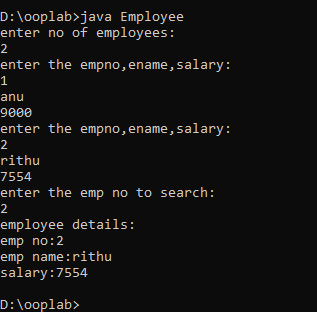 D:\ooplab>java Employee
enter no of employees:
2
enter the empno,ename,salary:
1
anu
9000
enter the empno,ename,salary:
2
rithu
7554
enter the emp no to search:
2
employee details:
emp no:2
emp name:rithu
salary:7554
D:\ooplab>